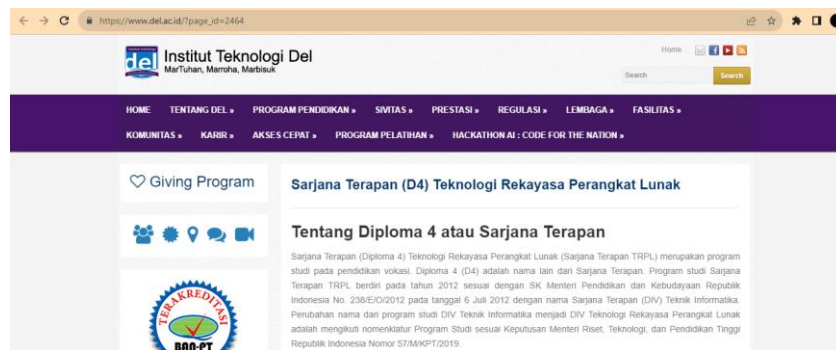 https://www.del.ac.id/?page_id=2464
del Institut Teknologi Del
MarTuhan, Marroha, Marbisuk
Home
Search Search
HOME TENTANG DEL » PROGRAM PENDIDIKAN » SIVITAS » PRESTASI » REGULASI » LEMBAGA » FASILITAS »
KOMUNITAS » KARIR » AKSES CEPAT » PROGRAM PELATIHAN » HACKATHON AI : CODE FOR THE NATION »
Giving Program
Sarjana Terapan (D4) Teknologi Rekayasa Perangkat Lunak
Tentang Diploma 4 atau Sarjana Terapan
Sarjana Terapan (Diploma 4) Teknologi Rekayasa Perangkat Lunak (Sarjana Terapan TRPL) merupakan program
studi pada pendidikan vokasi. Diploma 4 (D4) adalah nama lain dari Sarjana Terapan. Program studi Sarjana
Terapan TRPL berdiri pada tahun 2012 sesuai dengan SK Menteri Pendidikan dan Kebudayaan Republik
Indonesia No. 238/E/O/2012 pada tanggal 6 Juli 2012 dengan nama Sarjana Terapan (DIV) Teknik Informatika.
Perubahan nama dari program studi DIV Teknik Informatika menjadi DIV Teknologi Rekayasa Perangkat Lunak
adalah mengikuti nomenklatur Program Studi sesuai Keputusan Menteri Riset, Teknologi, dan Pendidikan Tinggi
Republik Indonesia Nomor 57/M/KPT/2019.
TERAKREDITASI
BAN-PT